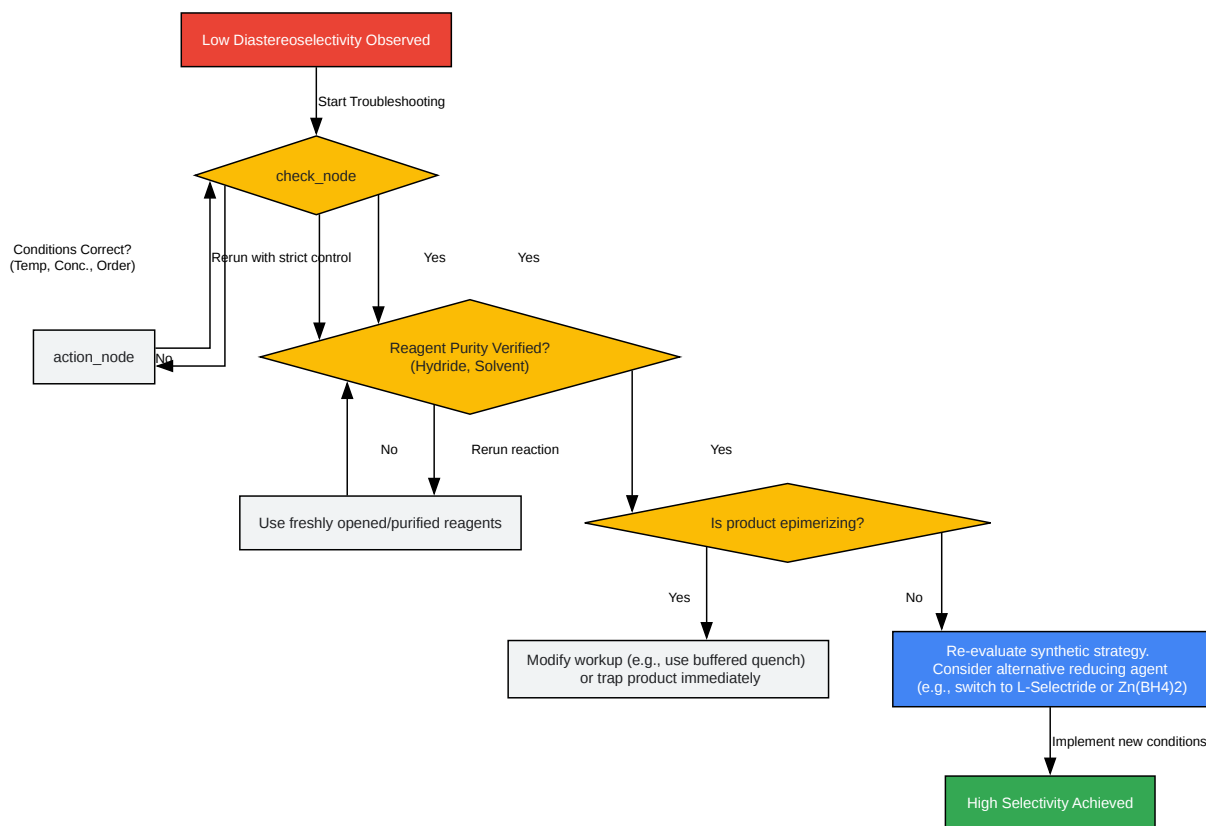 Low Diastereoselectivity Observed
Start Troubleshooting
check_node
Conditions Correct?
(Temp, Conc., Order)
Rerun with strict control
Yes
Yes
action_node
No
Reagent Purity Verified?
(Hydride, Solvent)
No
Rerun reaction
Yes
Use freshly opened/purified reagents
Is product epimerizing?
Yes
No
Modify workup (e.g., use buffered quench)
or trap product immediately
Re-evaluate synthetic strategy.
Consider alternative reducing agent
(e.g., switch to L-Selectride or Zn(BH4)2)
Implement new conditions
High Selectivity Achieved